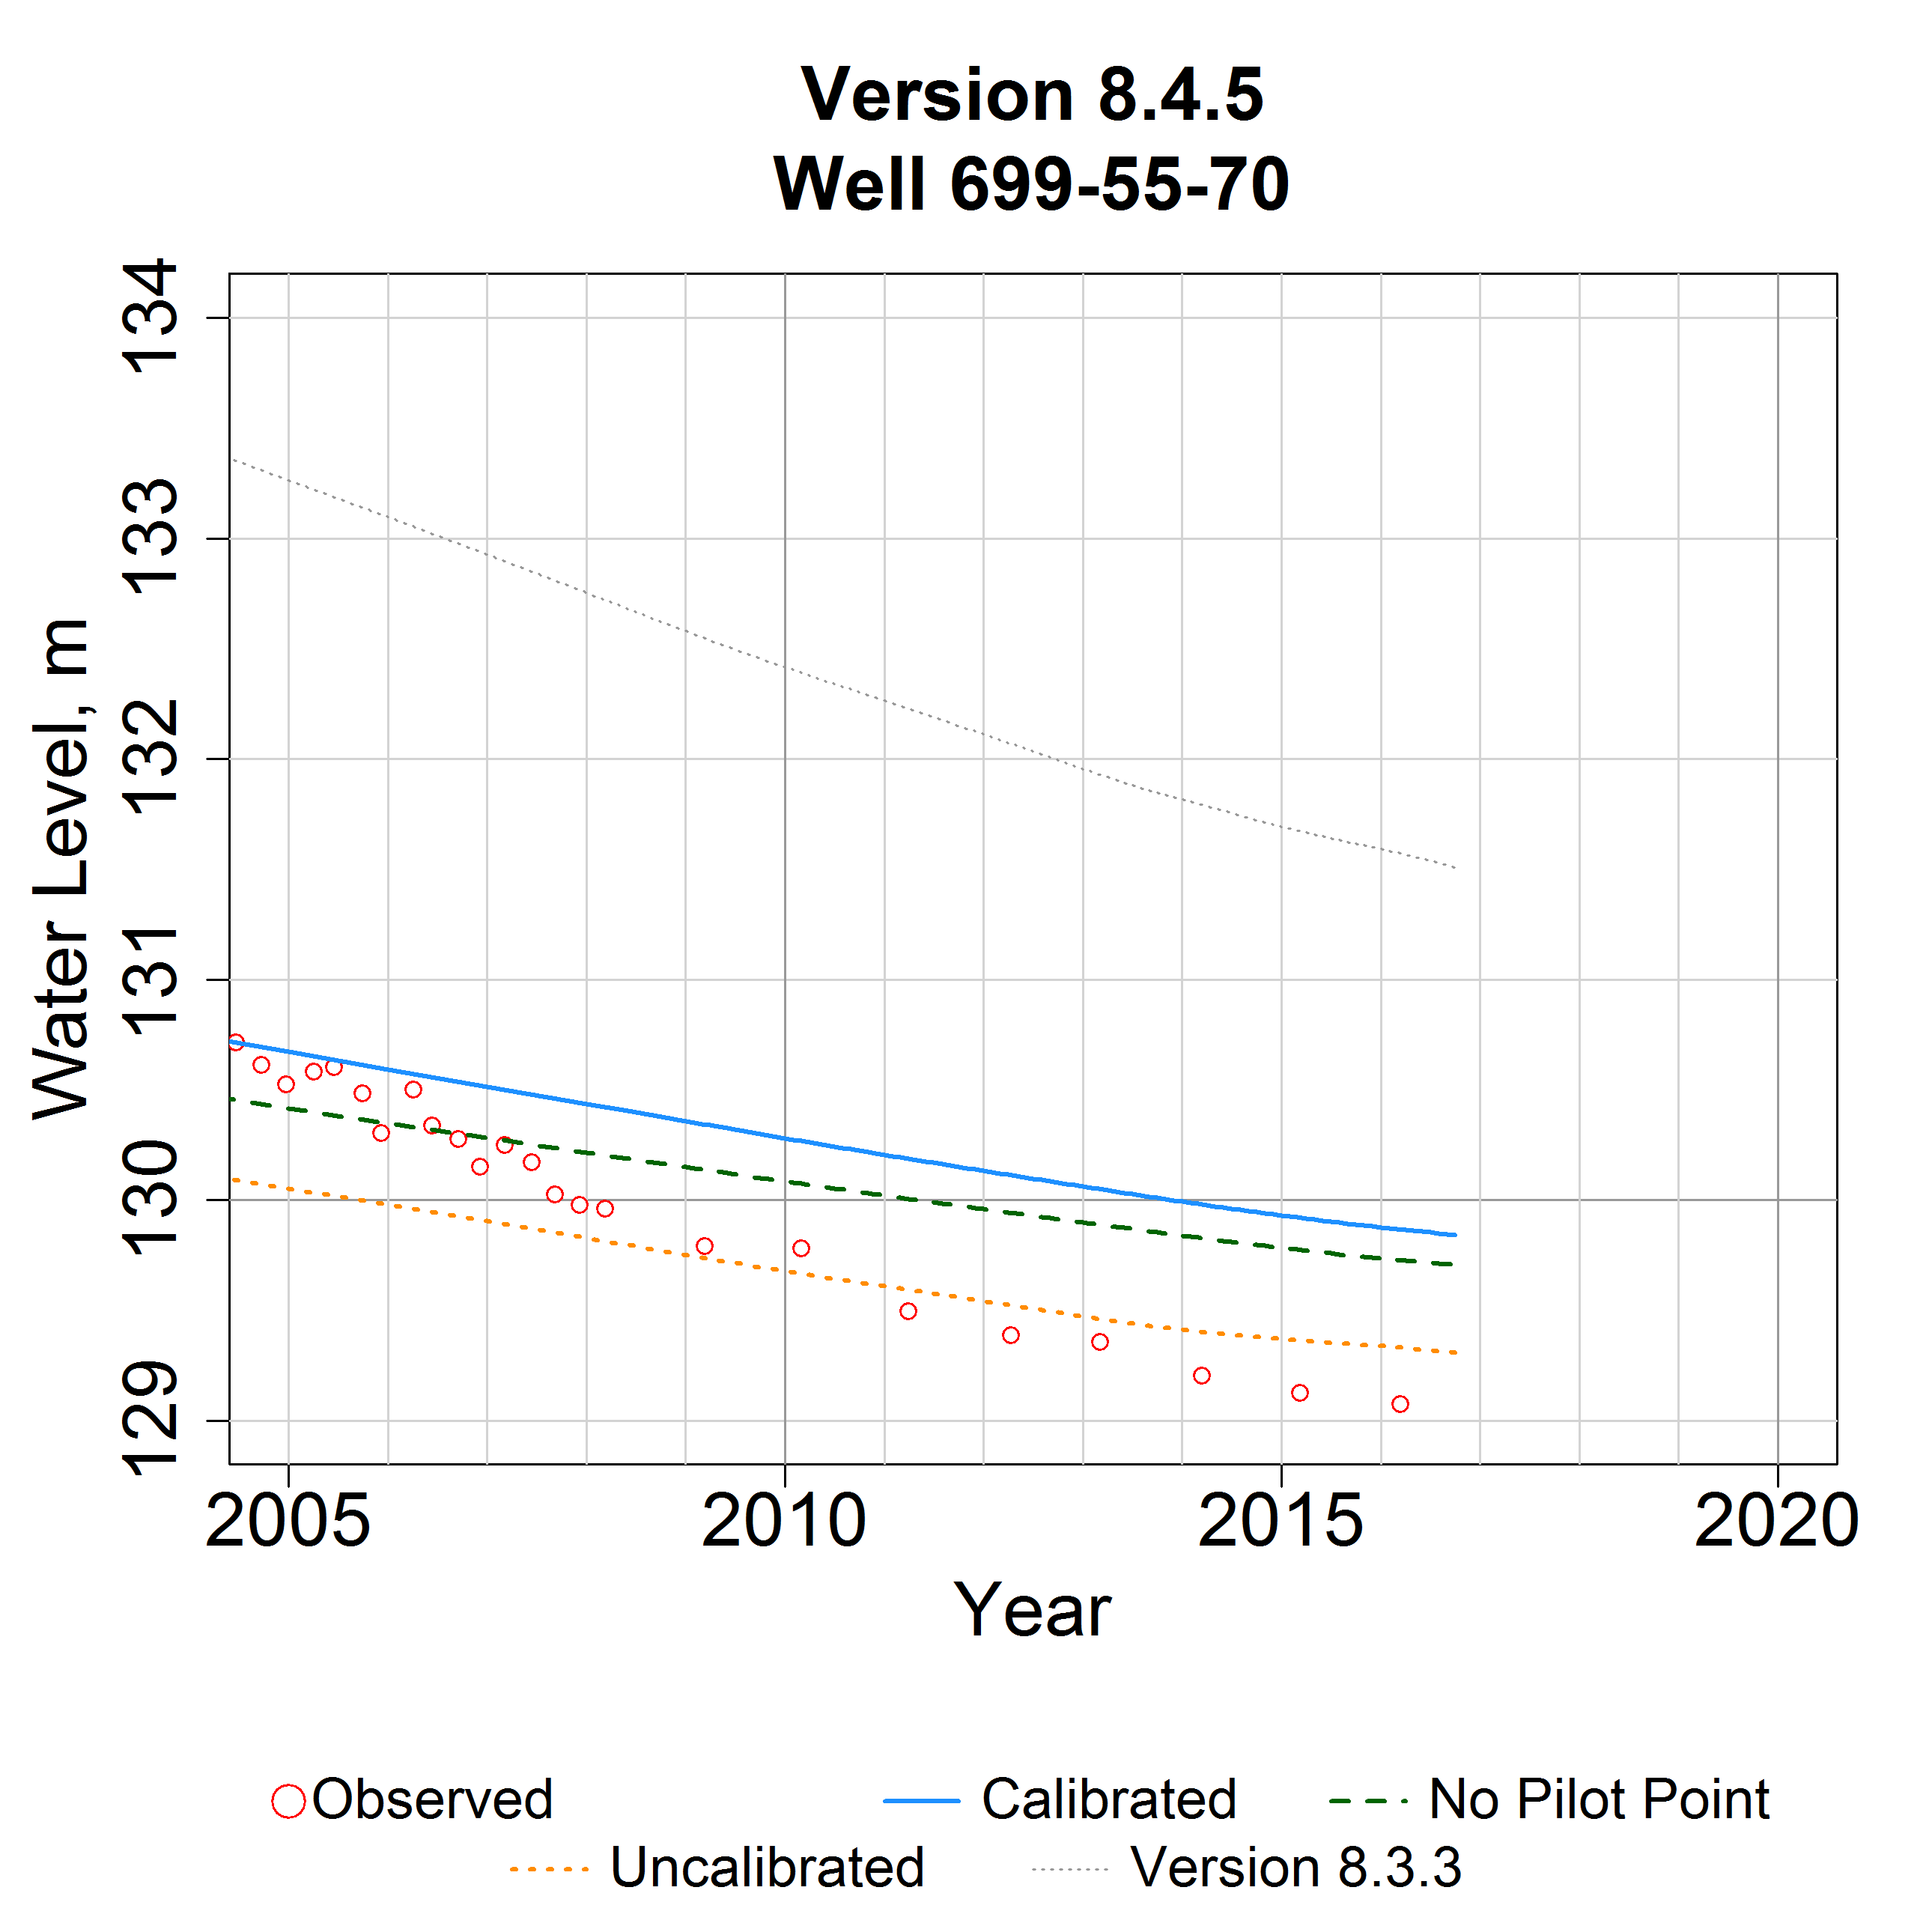 Version 8.4.5
Well 699-55-70
Water Level, m
134
133
132
131
130
129
2005 2010 2015 2020
Year
Observed Calibrated No Pilot Point
Uncalibrated Version 8.3.3